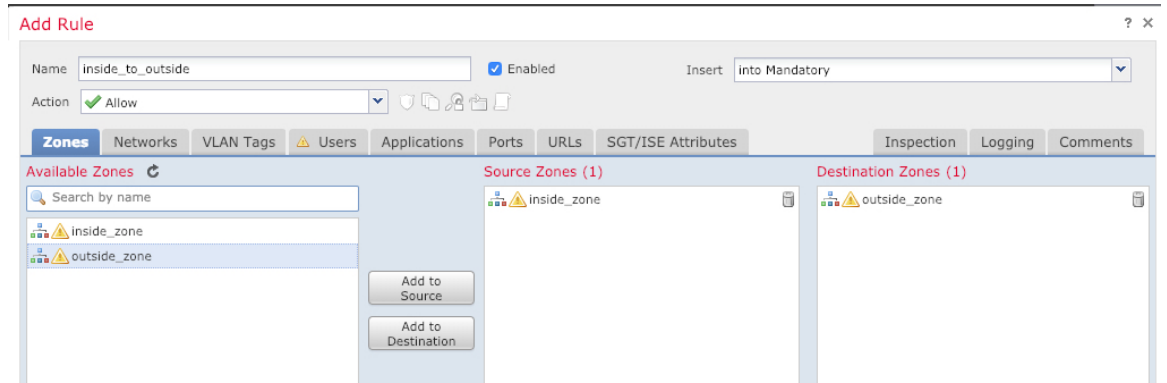 Add Rule
? ×
Name inside_to_outside Enabled Insert into Mandatory
Action Allow
Zones Networks VLAN Tags Users Applications Ports URLs SGT/ISE Attributes Inspection Logging Comments
Available Zones Source Zones (1) Destination Zones (1)
Search by name inside_zone outside_zone
inside_zone
outside_zone
Add to
Source
Add to
Destination